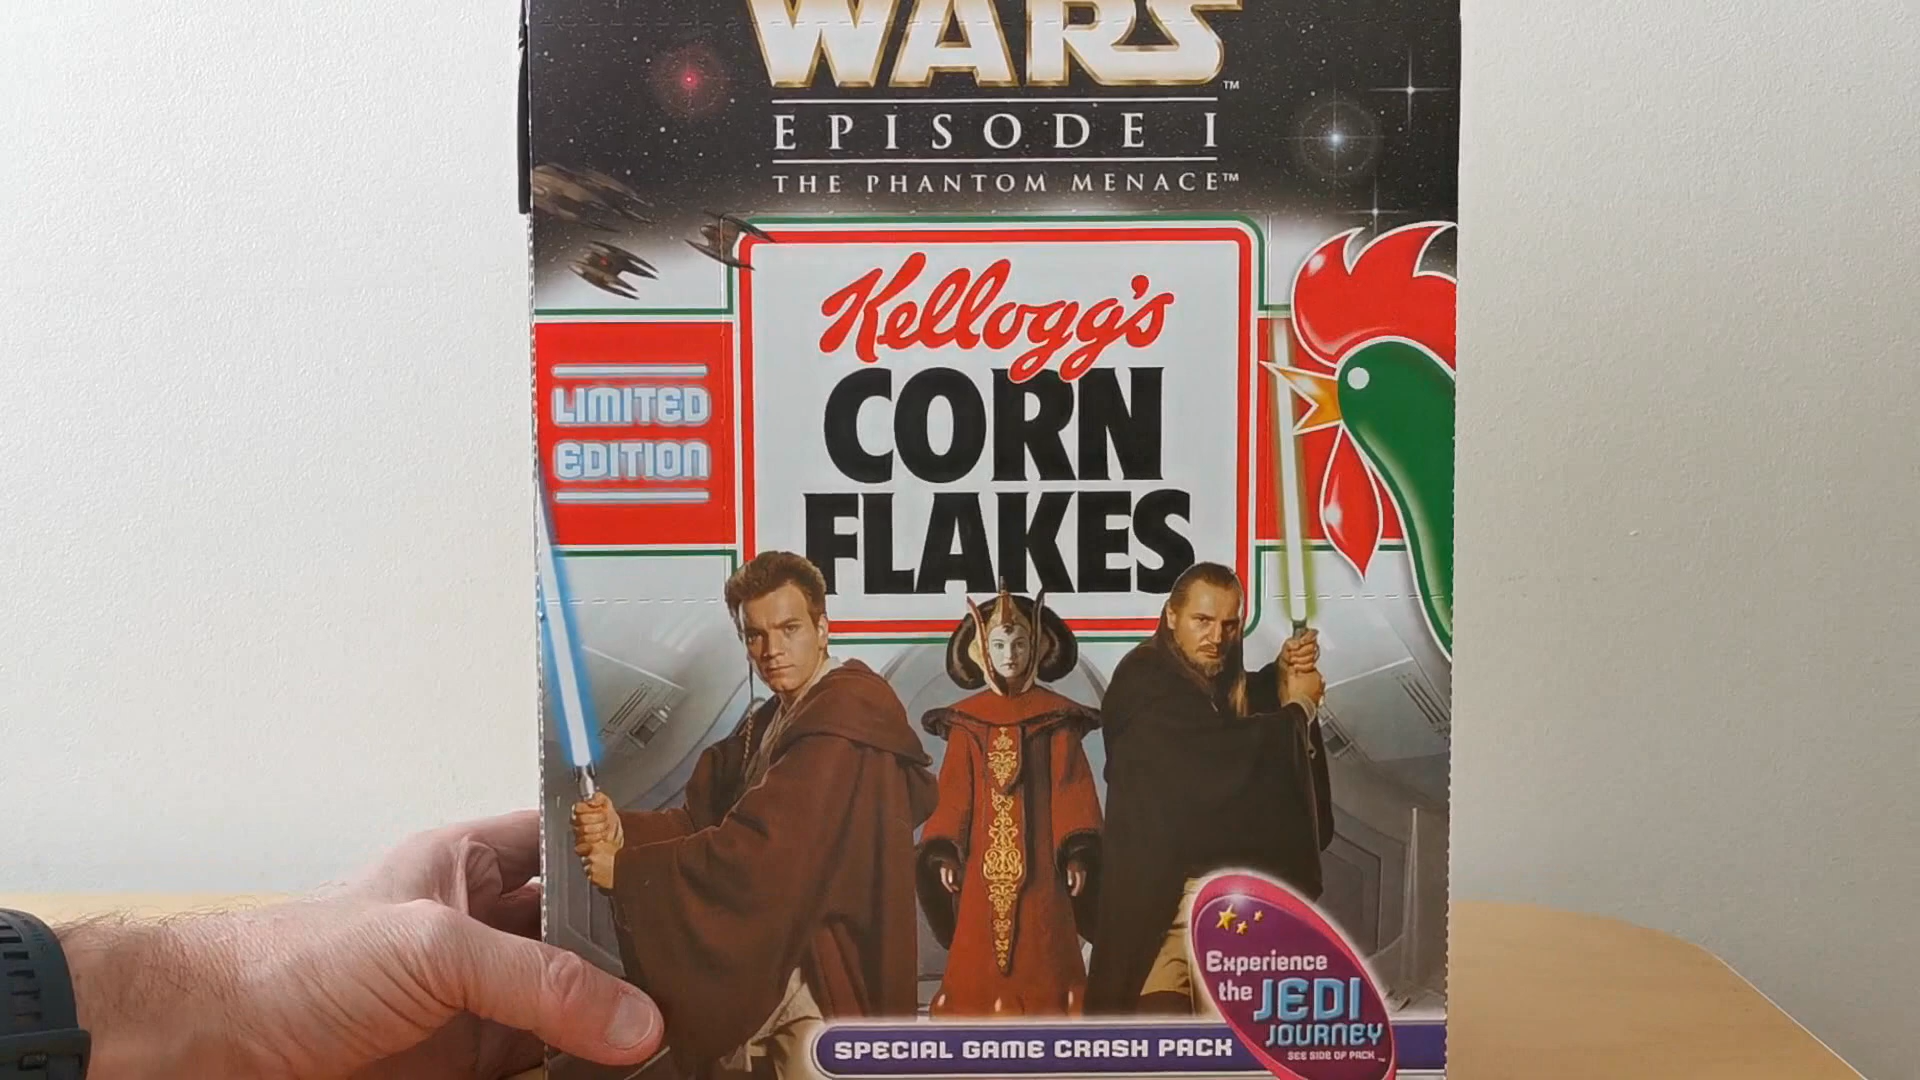 WARS™
EPISODE I
THE PHANTOM MENACE™
Kellogg's
CORN
FLAKES
LIMITED
EDITION
Experience
the JEDI
JOURNEY
SEE SIDE OF PACK
SPECIAL GAME CRASH PACK